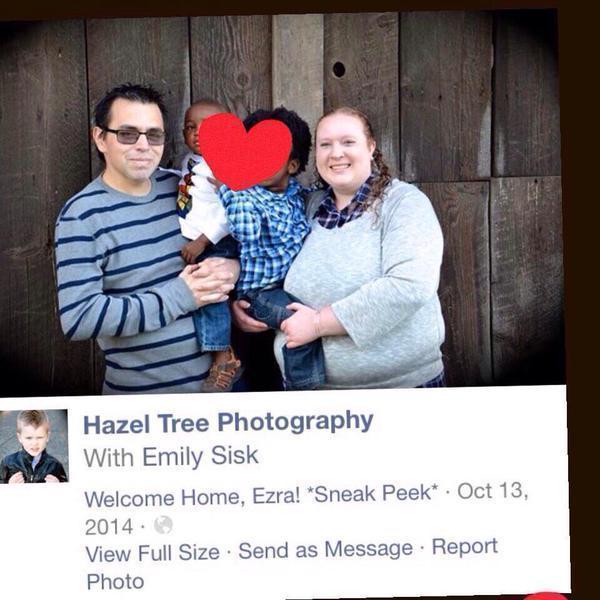 Hazel Tree Photography
With Emily Sisk
Welcome Home, Ezra! *Sneak Peek* · Oct 13,
2014 ·
View Full Size · Send as Message · Report
Photo